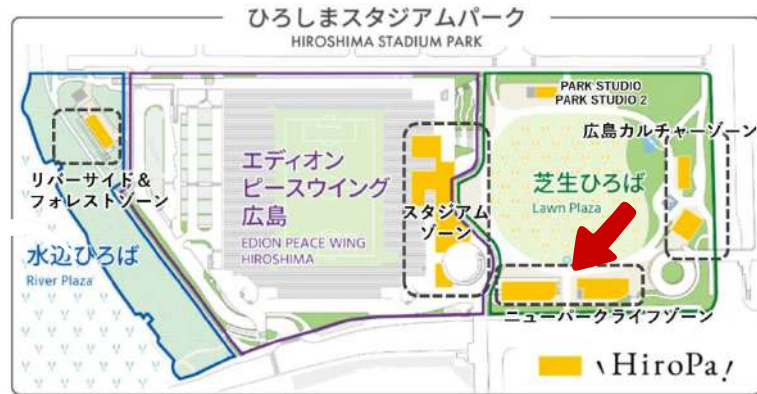 ひろしまスタジアムパーク
HIROSHIMA STADIUM PARK
PARK STUDIO
PARK STUDIO 2
広島カルチャーゾーン
リバーサイド&
フォレストゾーン
エディオン
ピースウイング
広島
EDION PEACE WING
HIROSHIMA
スタジアム
ゾーン
芝生ひろば
Lawn Plaza
水辺ひろば
River Plaza
ニューパークライフゾーン
\HiroPa!/